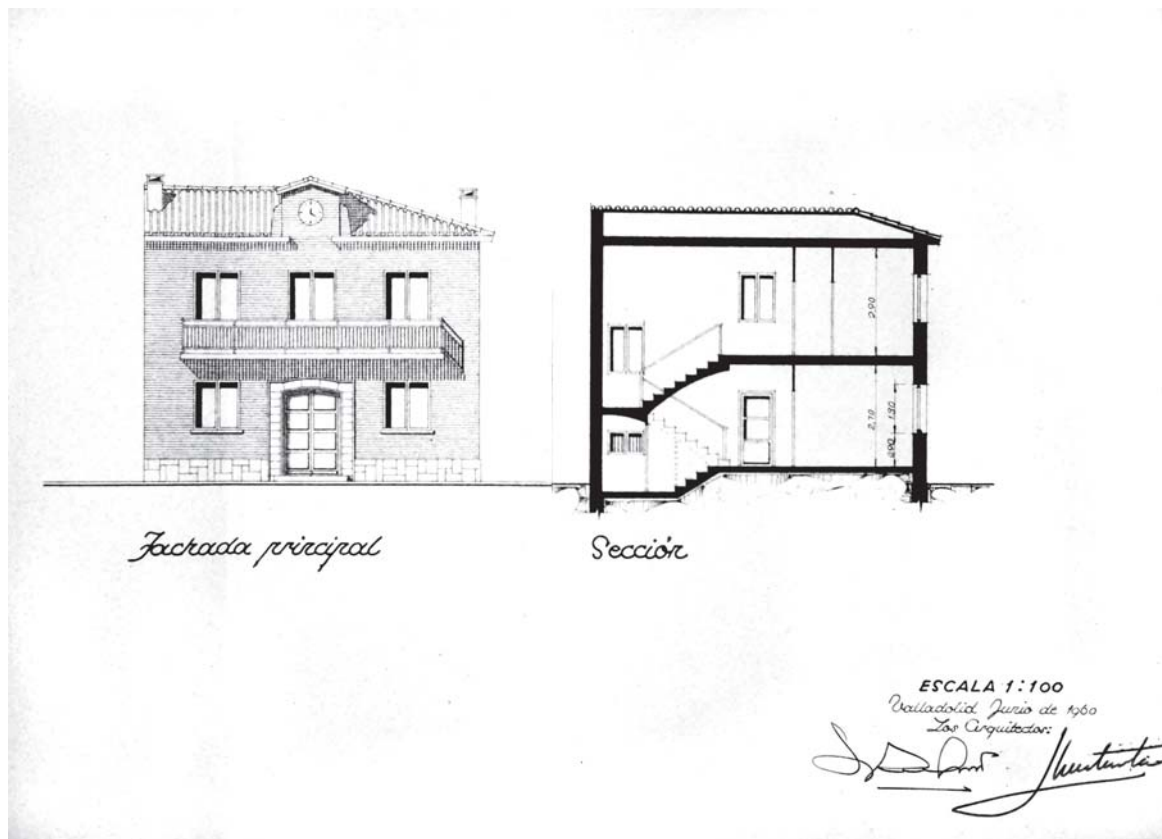 Fachada principal
Sección
2.90
2.70
1.30
0.90
ESCALA 1:100
Valladolid Junio de 1960
Los Arquitectos: